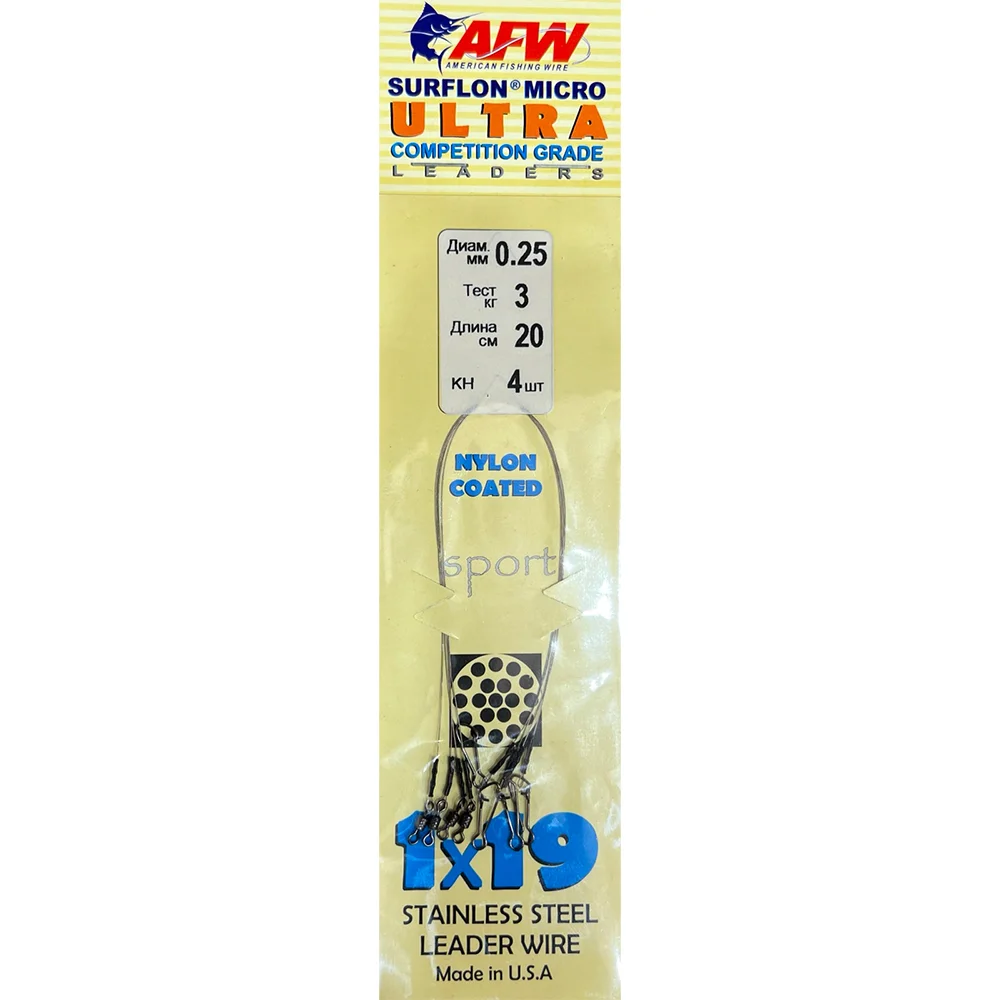 AFW
AMERICAN FISHING WIRE
SURFLON® MICRO
ULTRA
COMPETITION GRADE
LEADERS
Диам. мм 0.25
Тест кг 3
Длина см 20
КН 4шт
NYLON
COATED
sport
1x19
STAINLESS STEEL
LEADER WIRE
Made in U.S.A